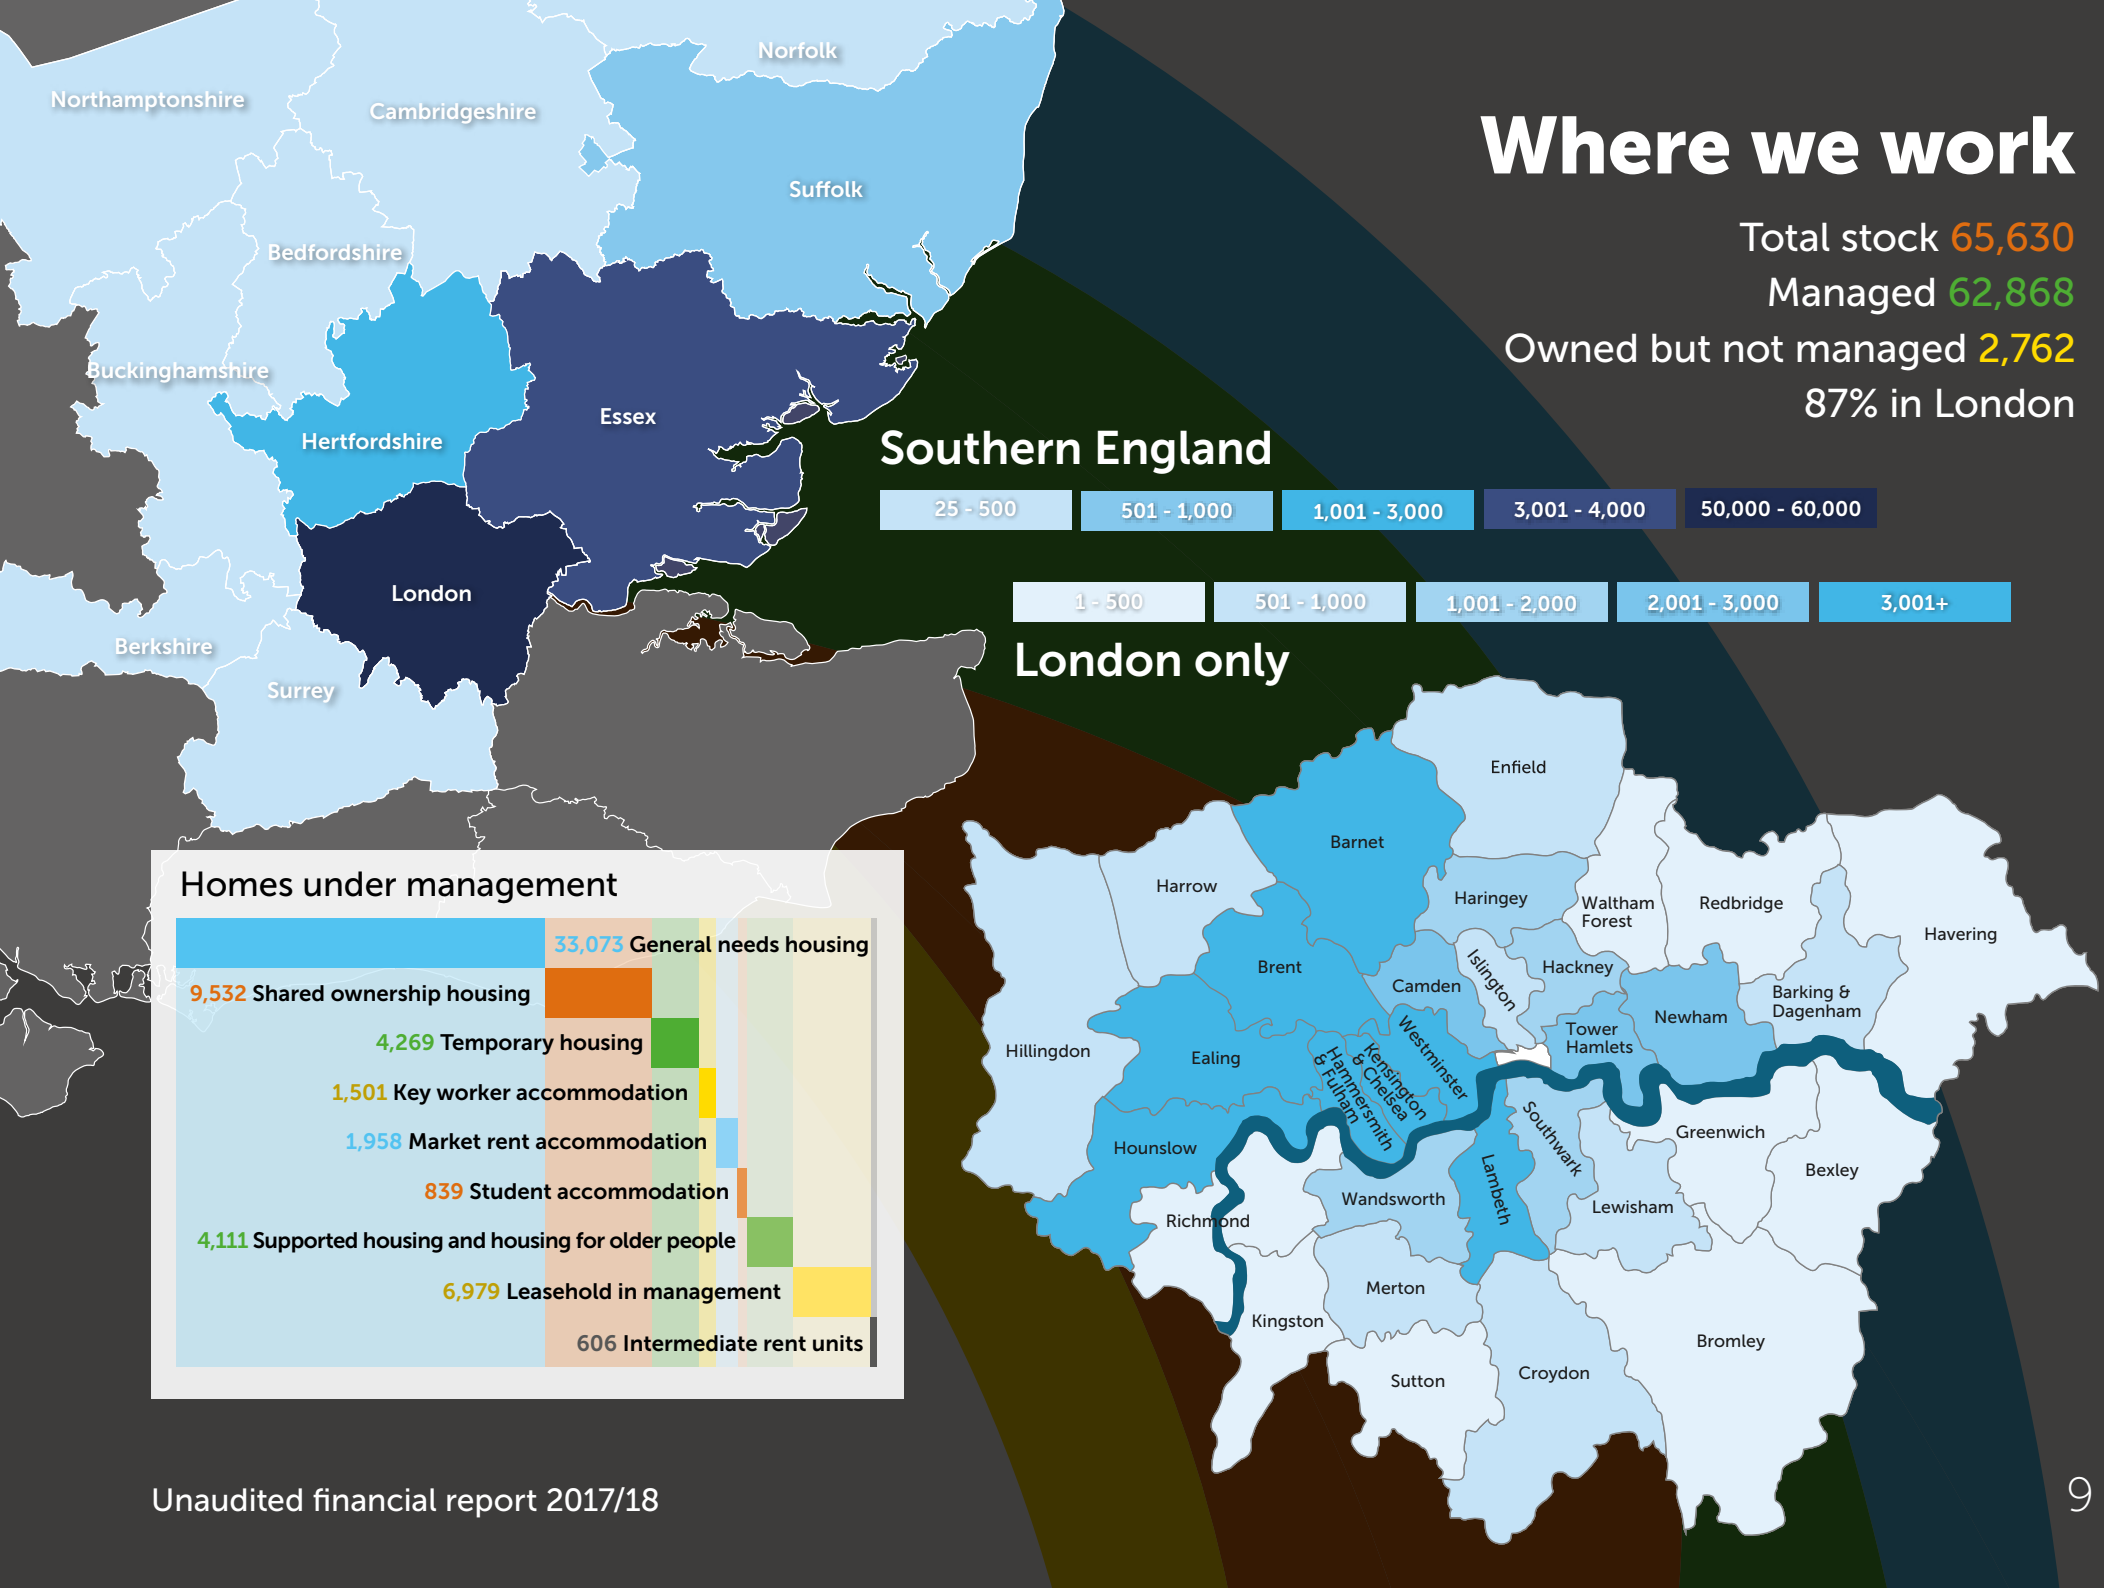 Where we work
Total stock 65,630
Managed 62,868
Owned but not managed 2,762
87% in London
Norfolk
Northamptonshire
Cambridgeshire
Suffolk
Bedfordshire
Buckinghamshire
Essex
Hertfordshire
London
Berkshire
Surrey
Southern England
25 - 500
501 - 1,000
1,001 - 3,000
3,001 - 4,000
50,000 - 60,000
1 - 500
501 - 1,000
1,001 - 2,000
2,001 - 3,000
3,001+
London only
Enfield
Barnet
Harrow
Haringey
Waltham
Forest
Redbridge
Havering
Brent
Camden
Islington
Hackney
Barking &
Dagenham
Newham
Tower
Hamlets
Hillingdon
Ealing
Westminster
Kensington
& Chelsea
Hammersmith
& Fulham
Hounslow
Southwark
Greenwich
Bexley
Lambeth
Wandsworth
Lewisham
Richmond
Merton
Kingston
Bromley
Sutton
Croydon
Homes under management
33,073 General needs housing
9,532 Shared ownership housing
4,269 Temporary housing
1,501 Key worker accommodation
1,958 Market rent accommodation
839 Student accommodation
4,111 Supported housing and housing for older people
6,979 Leasehold in management
606 Intermediate rent units
Unaudited financial report 2017/18
9